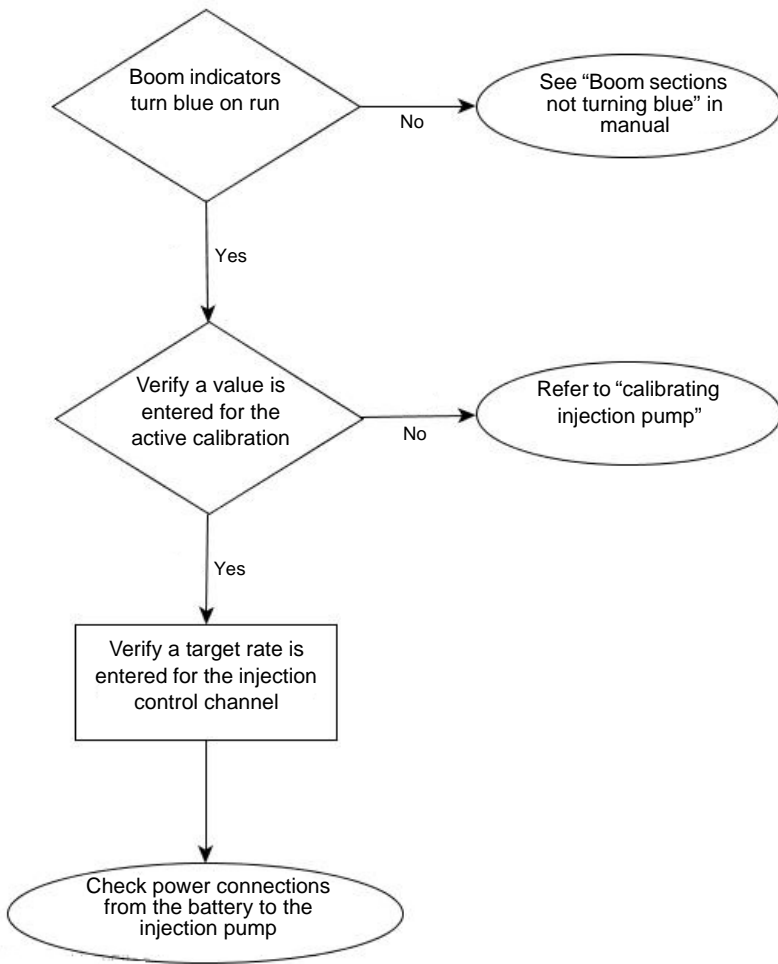 Boom indicators
turn blue on run
No
See “Boom sections
not turning blue” in
manual
Yes
Verify a value is
entered for the
active calibration
No
Refer to “calibrating
injection pump”
Yes
Verify a target rate is
entered for the injection
control channel
Check power connections
from the battery to the
injection pump